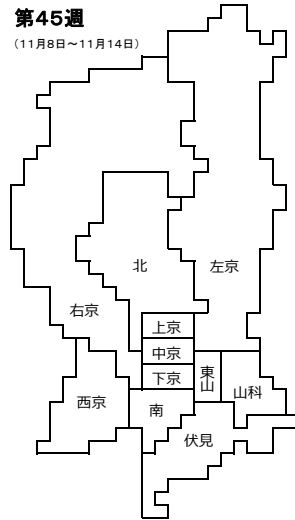 第45週
(11月8日～11月14日)
北
左京
右京
上京
中京
下京
東山
山科
西京
南
伏見